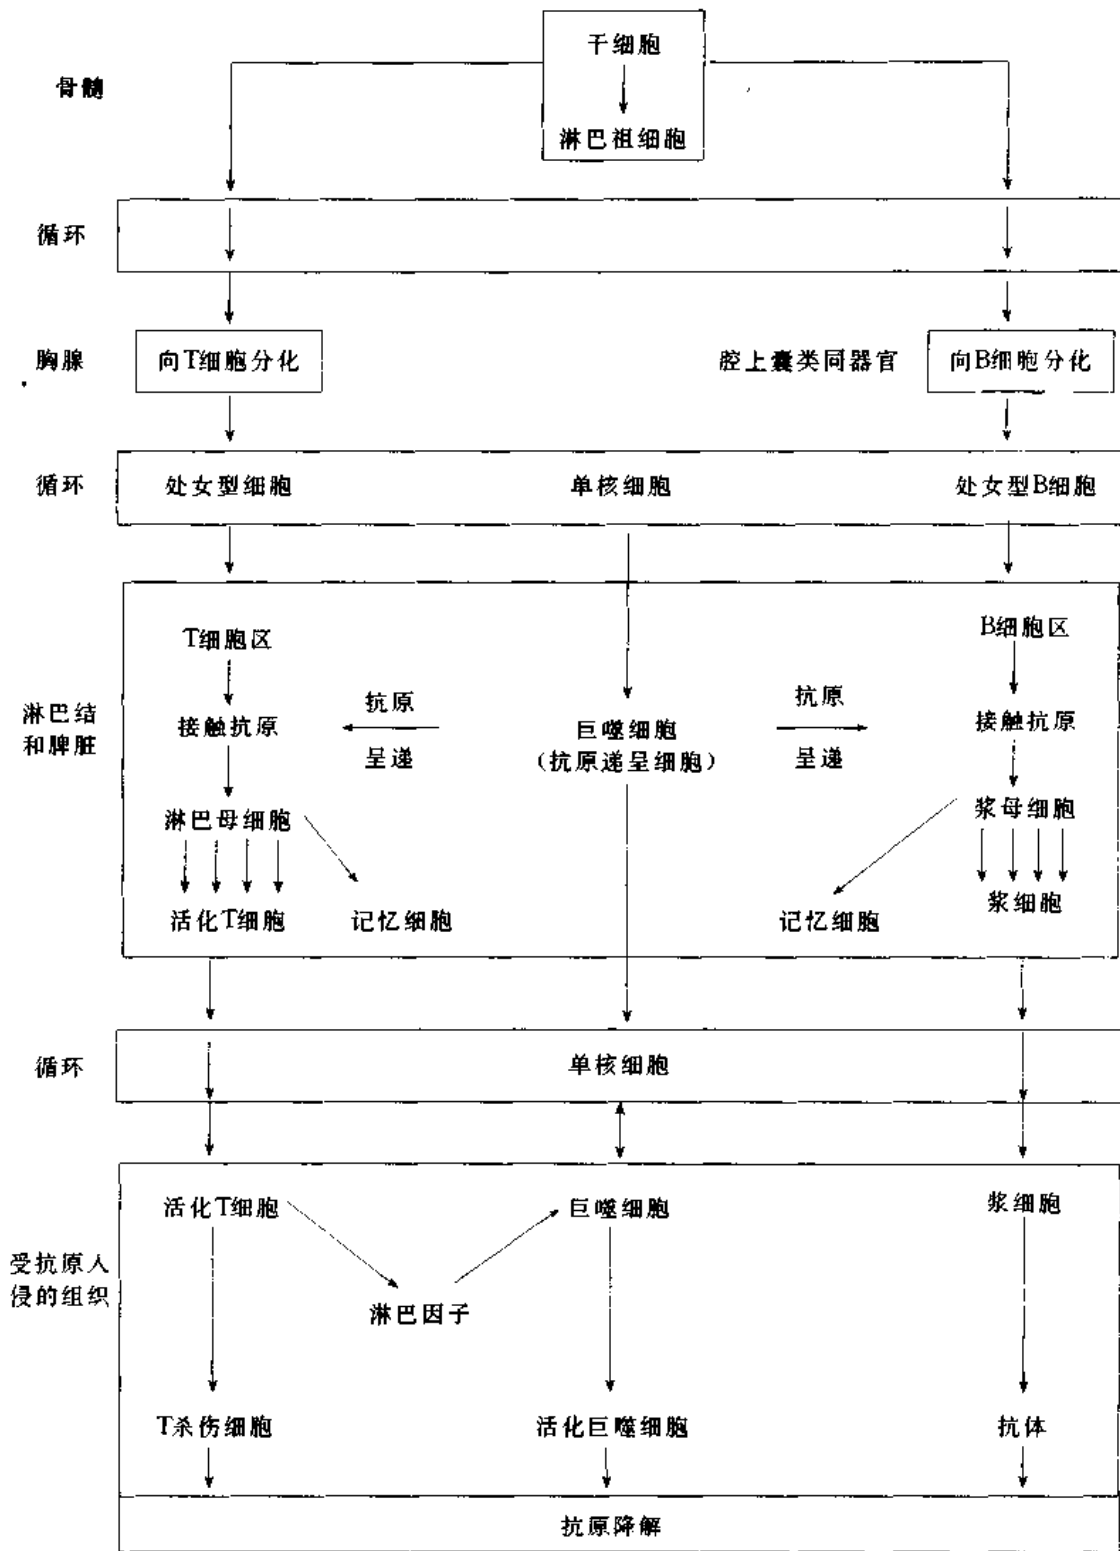 干细胞
骨髓
淋巴祖细胞
循环
胸腺
向T细胞分化
腔上囊类同器官
向B细胞分化
循环
处女型细胞
单核细胞
处女型B细胞
T细胞区
B细胞区
淋巴结
和脾脏
接触抗原
抗原
呈递
巨噬细胞
(抗原递呈细胞)
抗原
呈递
接触抗原
淋巴母细胞
浆母细胞
活化T细胞
记忆细胞
记忆细胞
浆细胞
循环
单核细胞
受抗原入
侵的组织
活化T细胞
巨噬细胞
浆细胞
淋巴因子
T杀伤细胞
活化巨噬细胞
抗体
抗原降解